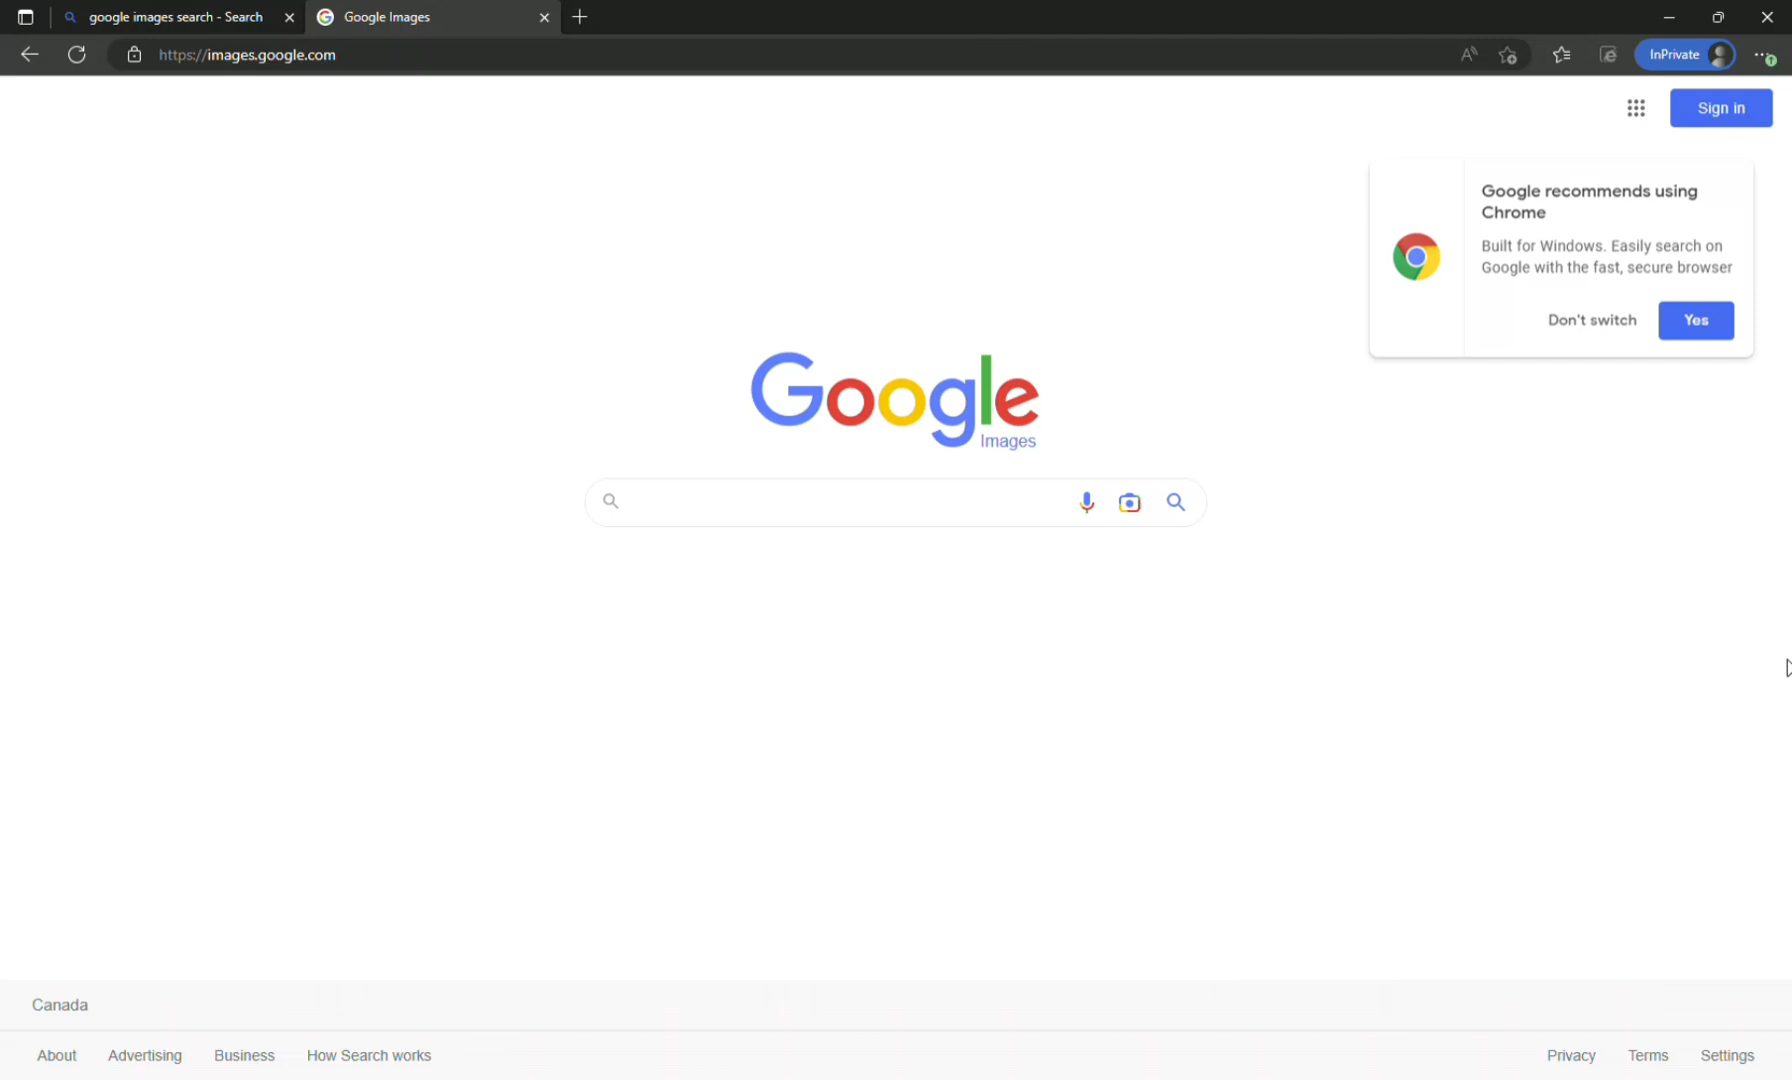 google images search - Search
Google Images
https://images.google.com
InPrivate
Sign in
Google recommends using
Chrome
Built for Windows. Easily search on
Google with the fast, secure browser
Don't switch
Yes
Google
Images
Canada
About
Advertising
Business
How Search works
Privacy
Terms
Settings